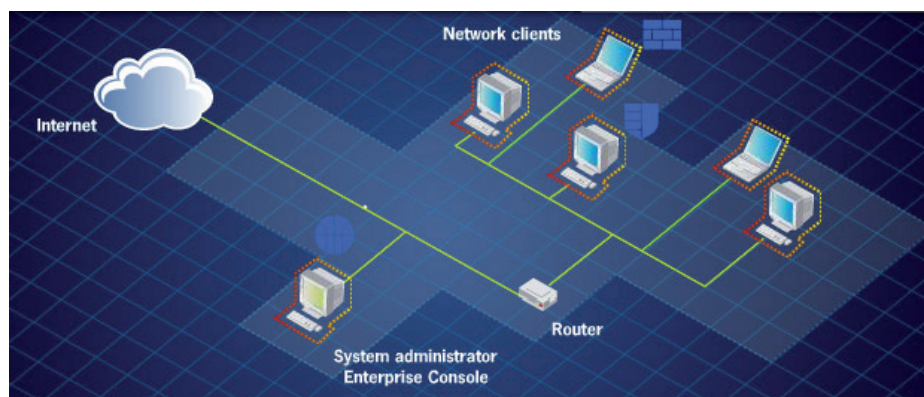 Network clients
Internet
Router
System administrator
Enterprise Console